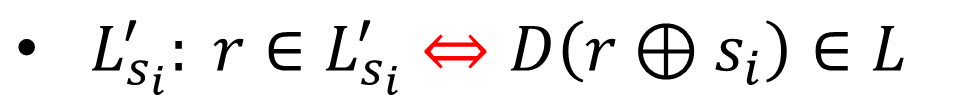 • L′_{s_i}: r ∈ L′_{s_i} ⇔ D(r ⊕ s_i) ∈ L